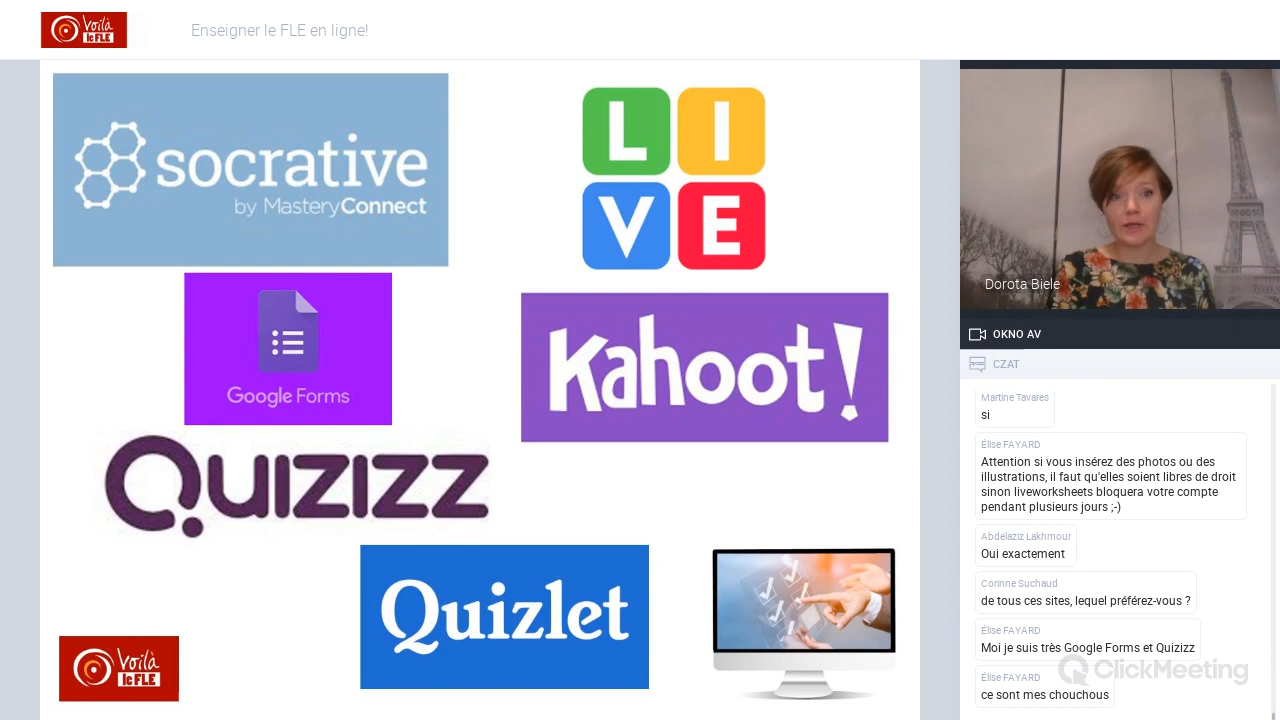 Voilà
le FLE
Enseigner le FLE en ligne!
socrative
by MasteryConnect
L I
V E
Google Forms
Kahoot!
QUIZIZZ
Quizlet
Voilà
le FLE
Dorota Biele
OKNO AV
CZAT
Martine Tavares
si
Élise FAYARD
Attention si vous insérez des photos ou des
illustrations, il faut qu'elles soient libres de droit
sinon liveworksheets bloquera votre compte
pendant plusieurs jours ;-)
Abdelaziz Lakhmour
Oui exactement
Corinne Suchaud
de tous ces sites, lequel préférez-vous ?
Élise FAYARD
Moi je suis très Google Forms et Quizizz
Élise FAYARD
ce sont mes chouchous
ClickMeeting